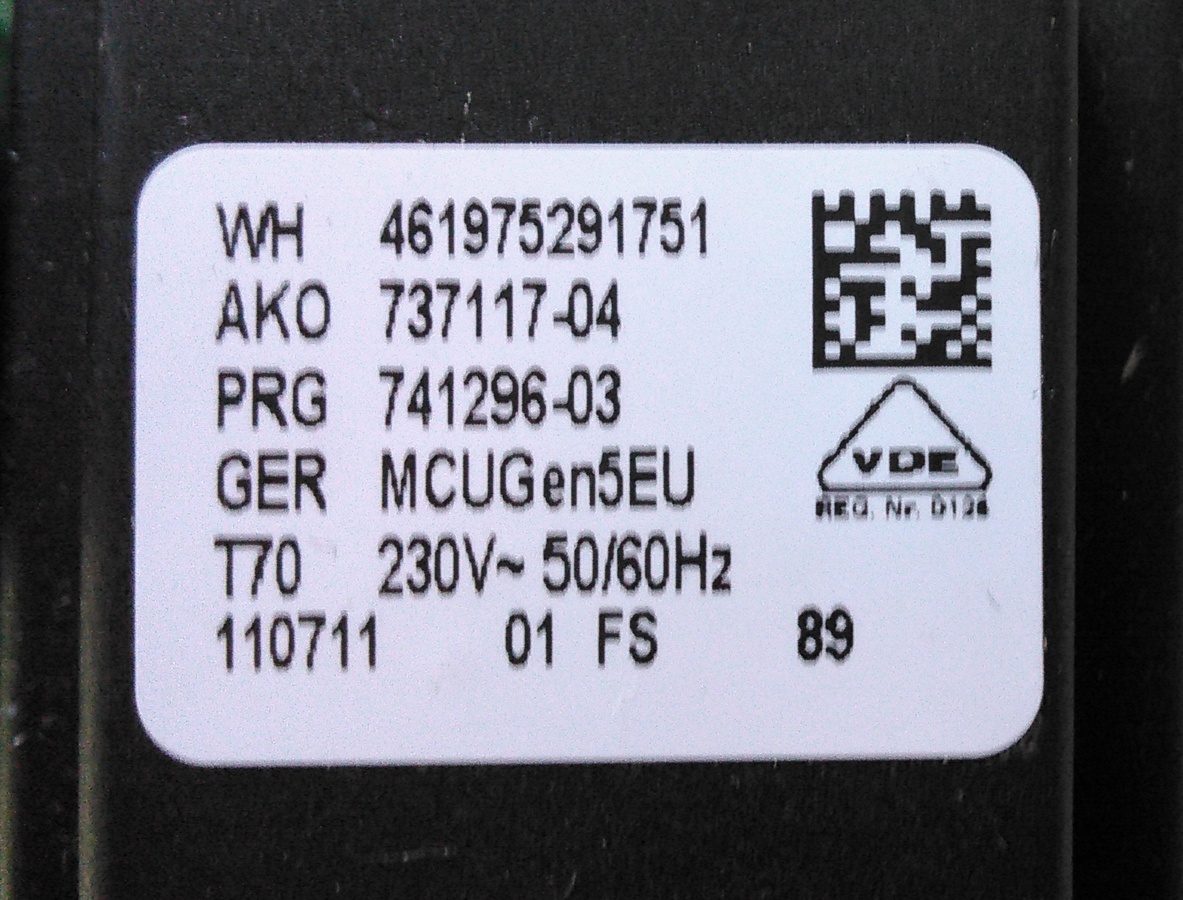 WH 461975291751
AKO 737117-04
PRG 741296-03
GER MCUGen5EU
T70 230V~ 50/60Hz
110711 01 FS 89
VDE
REG. Nr.